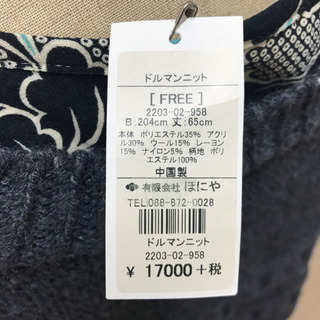 ドルマンニット
[ FREE ]
2203-02-958
B:204cm 丈:65cm
本体 ポリエステル35% アクリ
ル30% ウール15% レーヨン
15% ナイロン5% 柄地 ポリ
エステル100%
中国製
有限会社 ほにや
TEL:088-872-0028
ドルマンニット
2203-02-958
¥ 17000 +税